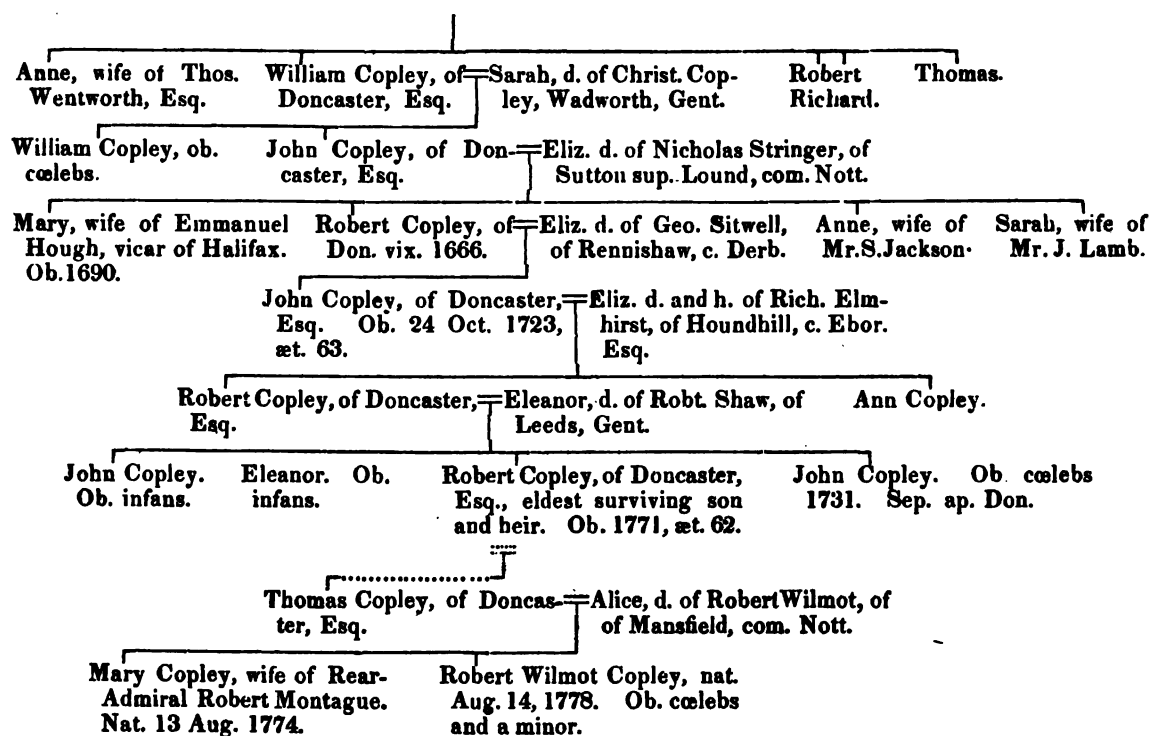 Anne, wife of Thos.
Wentworth, Esq.
William Copley, of
Doncaster, Esq.
Sarah, d. of Christ. Cop-
ley, Wadworth, Gent.
Robert
Richard.
Thomas.
William Copley, ob.
cœlebs.
John Copley, of Don-
caster, Esq.
Eliz. d. of Nicholas Stringer, of
Sutton sup. Lound, com. Nott.
Mary, wife of Emmanuel
Hough, vicar of Halifax.
Ob. 1690.
Robert Copley, of
Don. vix. 1666.
Eliz. d. of Geo. Sitwell,
of Rennishaw, c. Derb.
Anne, wife of
Mr. S. Jackson.
Sarah, wife of
Mr. J. Lamb.
John Copley, of Doncaster,
Esq. Ob. 24 Oct. 1723,
æt. 63.
Eliz. d. and h. of Rich. Elm-
hirst, of Houndhill, c. Ebor.
Esq.
Robert Copley, of Doncaster,
Esq.
Eleanor, d. of Robt. Shaw, of
Leeds, Gent.
Ann Copley.
John Copley.
Ob. infans.
Eleanor. Ob.
infans.
Robert Copley, of Doncaster,
Esq., eldest surviving son
and heir. Ob. 1771, æt. 62.
John Copley. Ob. cœlebs
1731. Sep. ap. Don.
Thomas Copley, of Doncas-
ter, Esq.
Alice, d. of Robert Wilmot, of
of Mansfield, com. Nott.
Mary Copley, wife of Rear-
Admiral Robert Montague.
Nat. 13 Aug. 1774.
Robert Wilmot Copley, nat.
Aug. 14, 1778. Ob. cœlebs
and a minor.